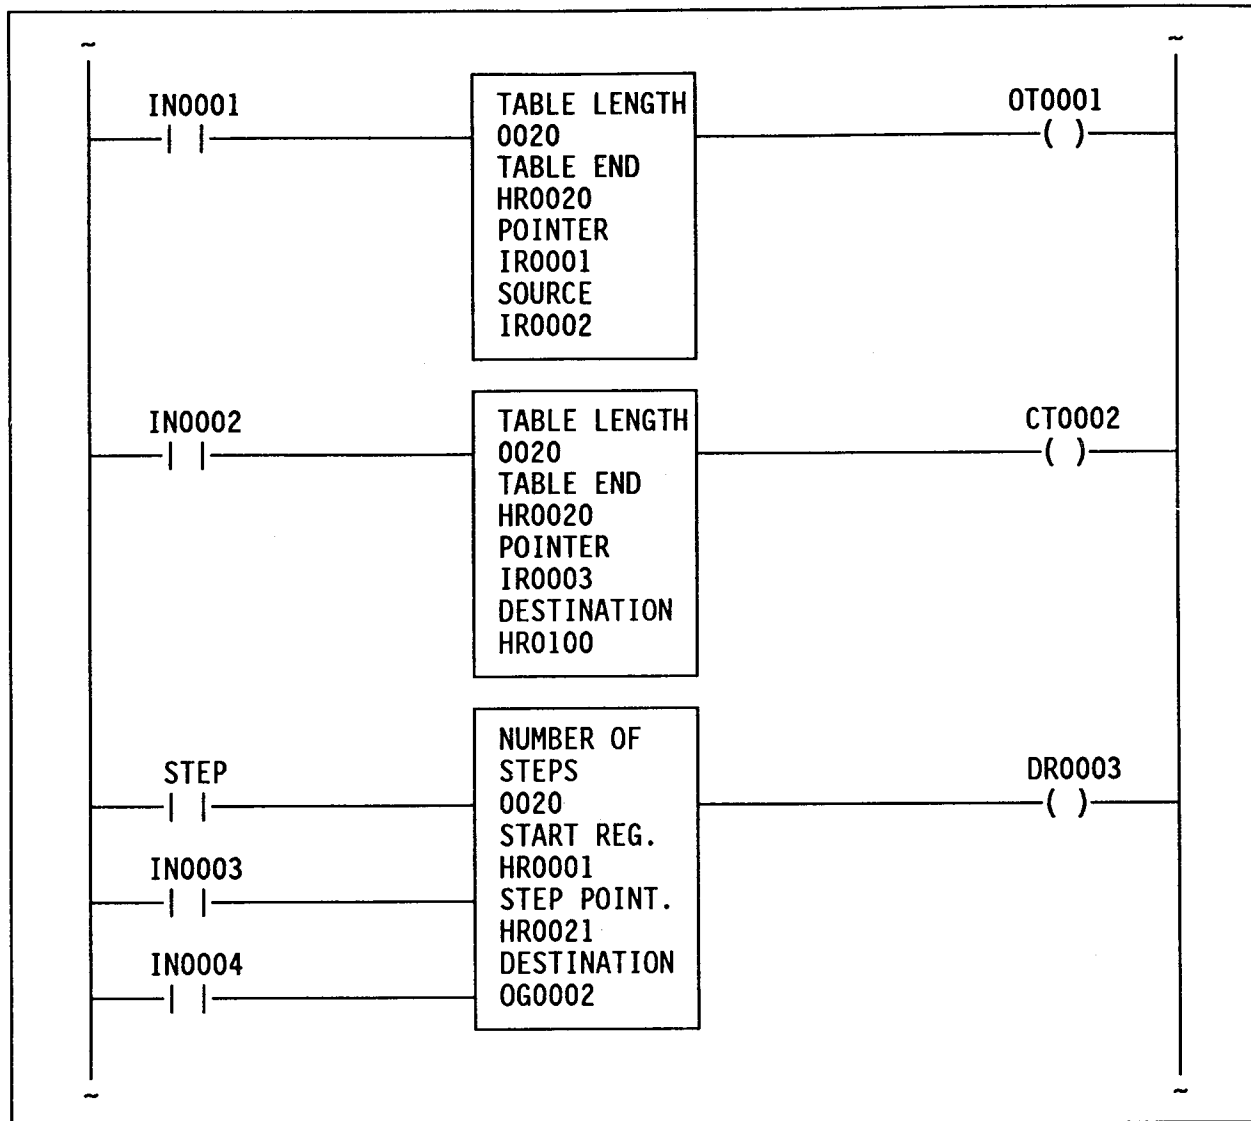 IN0001
TABLE LENGTH
0020
TABLE END
HR0020
POINTER
IR0001
SOURCE
IR0002
OT0001
IN0002
TABLE LENGTH
0020
TABLE END
HR0020
POINTER
IR0003
DESTINATION
HR0100
CT0002
STEP
IN0003
IN0004
NUMBER OF
STEPS
0020
START REG.
HR0001
STEP POINT.
HR0021
DESTINATION
OG0002
DR0003